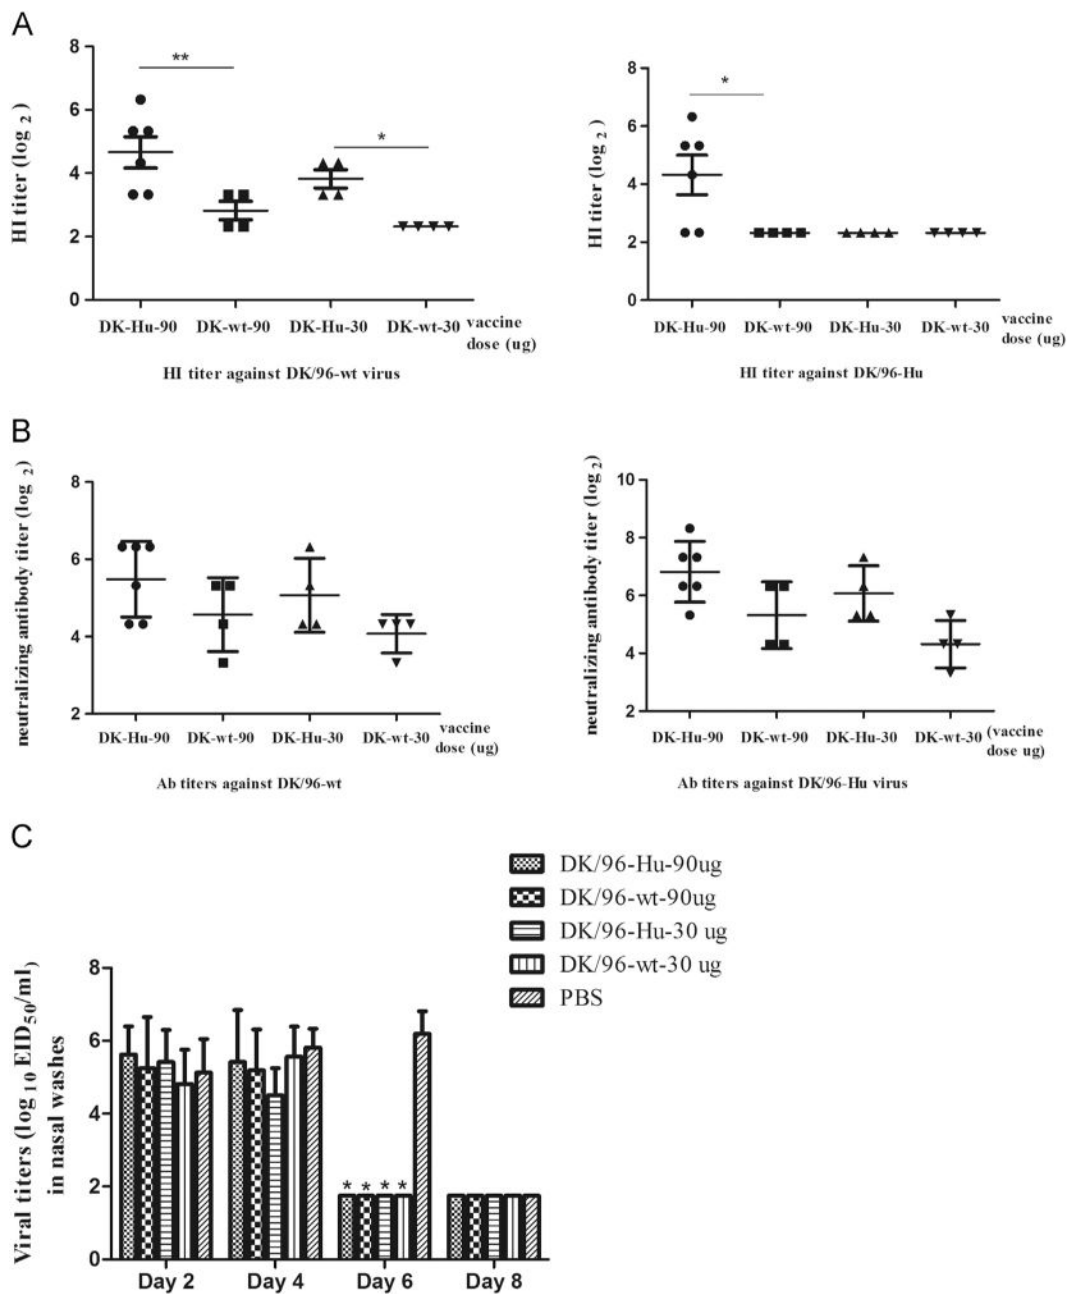 A
HI titer (log 2)
8
6
4
2
0
**
*
DK-Hu-90 DK-wt-90 DK-Hu-30 DK-wt-30
vaccine
dose (ug)
HI titer against DK/96-wt virus
HI titer (log 2)
8
6
4
2
0
*
DK-Hu-90 DK-wt-90 DK-Hu-30 DK-wt-30
vaccine
dose (ug)
HI titer against DK/96-Hu
B
neutralizing antibody titer (log 2)
8
6
4
2
DK-Hu-90 DK-wt-90 DK-Hu-30 DK-wt-30
vaccine
dose (ug)
Ab titers against DK/96-wt
neutralizing antibody titer (log 2)
10
8
6
4
2
DK-Hu-90 DK-wt-90 DK-Hu-30 DK-wt-30
(vaccine
dose ug)
Ab titers against DK/96-Hu virus
C
DK/96-Hu-90ug
DK/96-wt-90ug
DK/96-Hu-30 ug
DK/96-wt-30 ug
PBS
Viral titers (log 10 EID50/ml)
in nasal washes
8
6
4
2
0
* * * *
Day 2 Day 4 Day 6 Day 8